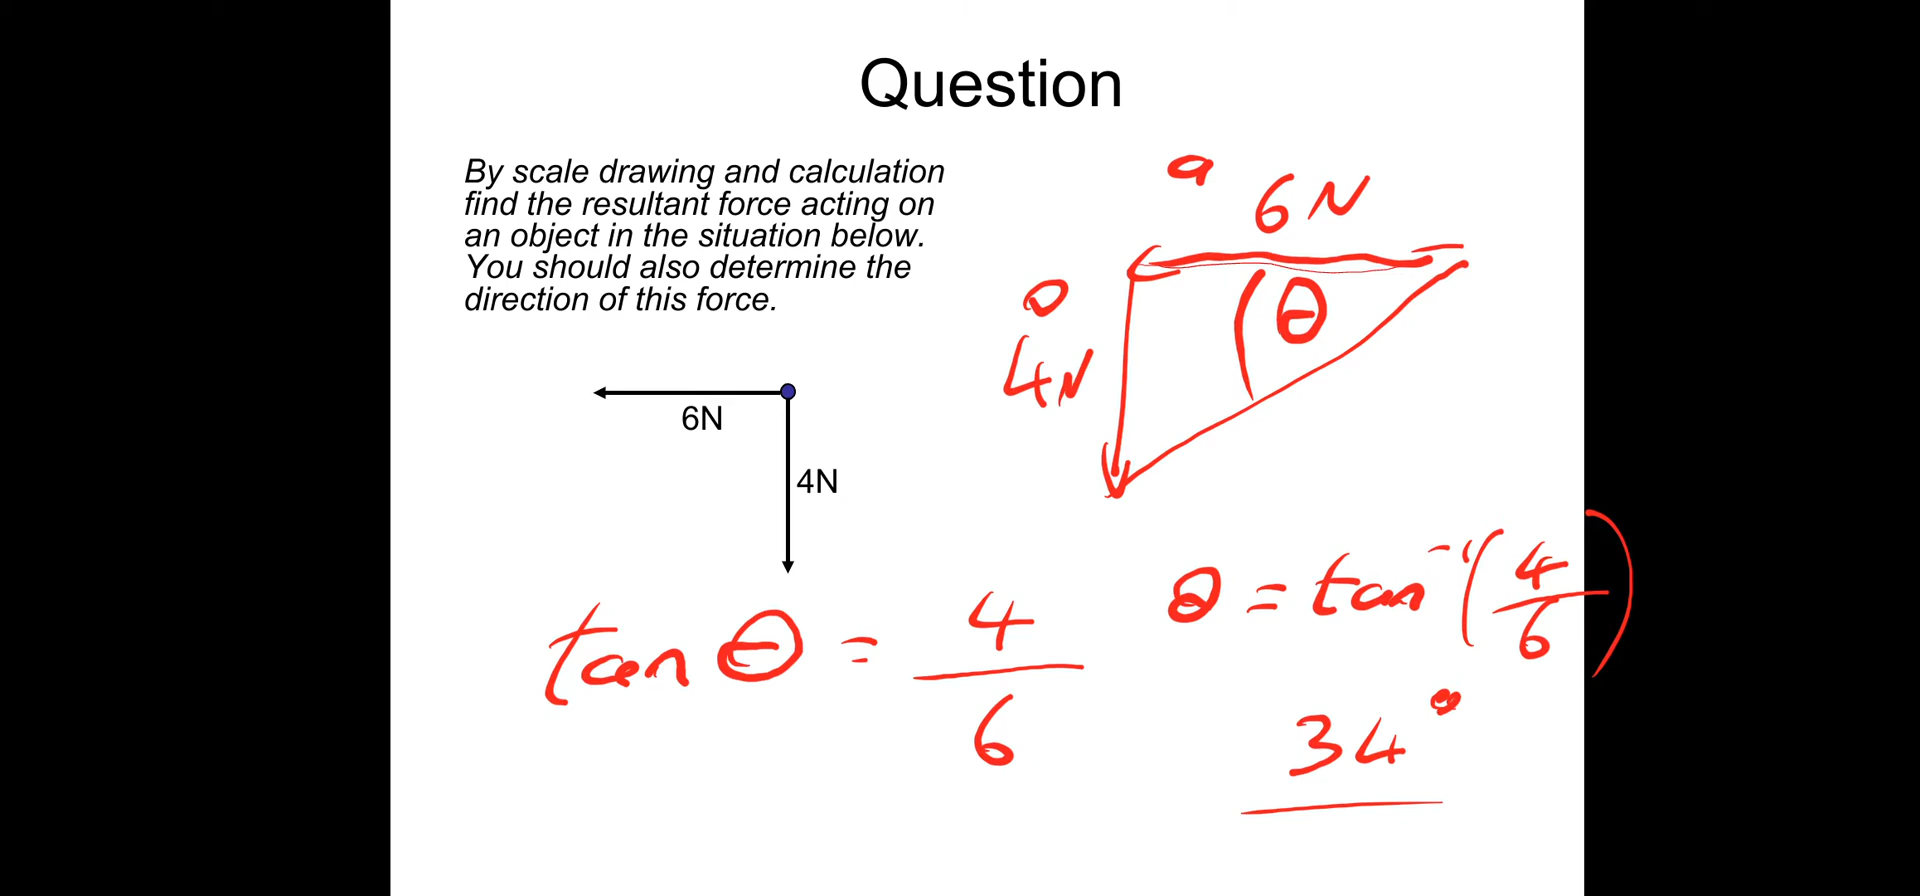 Question
By scale drawing and calculation
find the resultant force acting on
an object in the situation below.
You should also determine the
direction of this force.
6N
4N
a
6N
o
4N
θ
tan θ = 4/6
θ = tan⁻¹(4/6)
34°